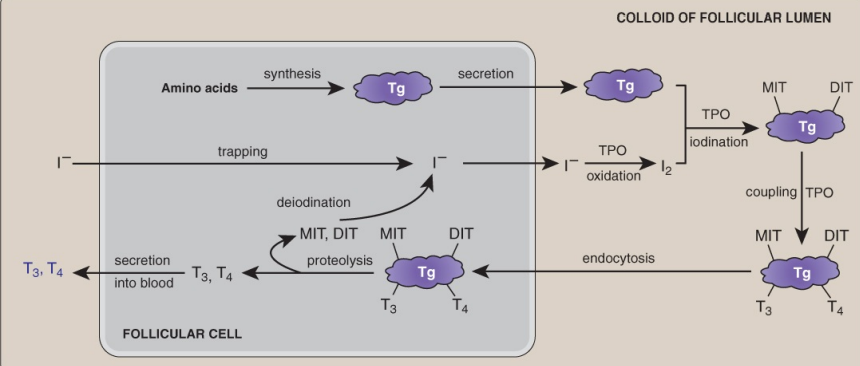 COLLOID OF FOLLICULAR LUMEN
Amino acids synthesis Tg secretion Tg
MIT DIT
TPO
iodination
Tg
I⁻ trapping I⁻ I⁻ TPO
oxidation
I₂
coupling TPO
deiodination
MIT, DIT MIT DIT
T₃, T₄ secretion
into blood
T₃, T₄ proteolysis Tg
T₃ T₄
endocytosis
MIT DIT
Tg
T₃ T₄
FOLLICULAR CELL